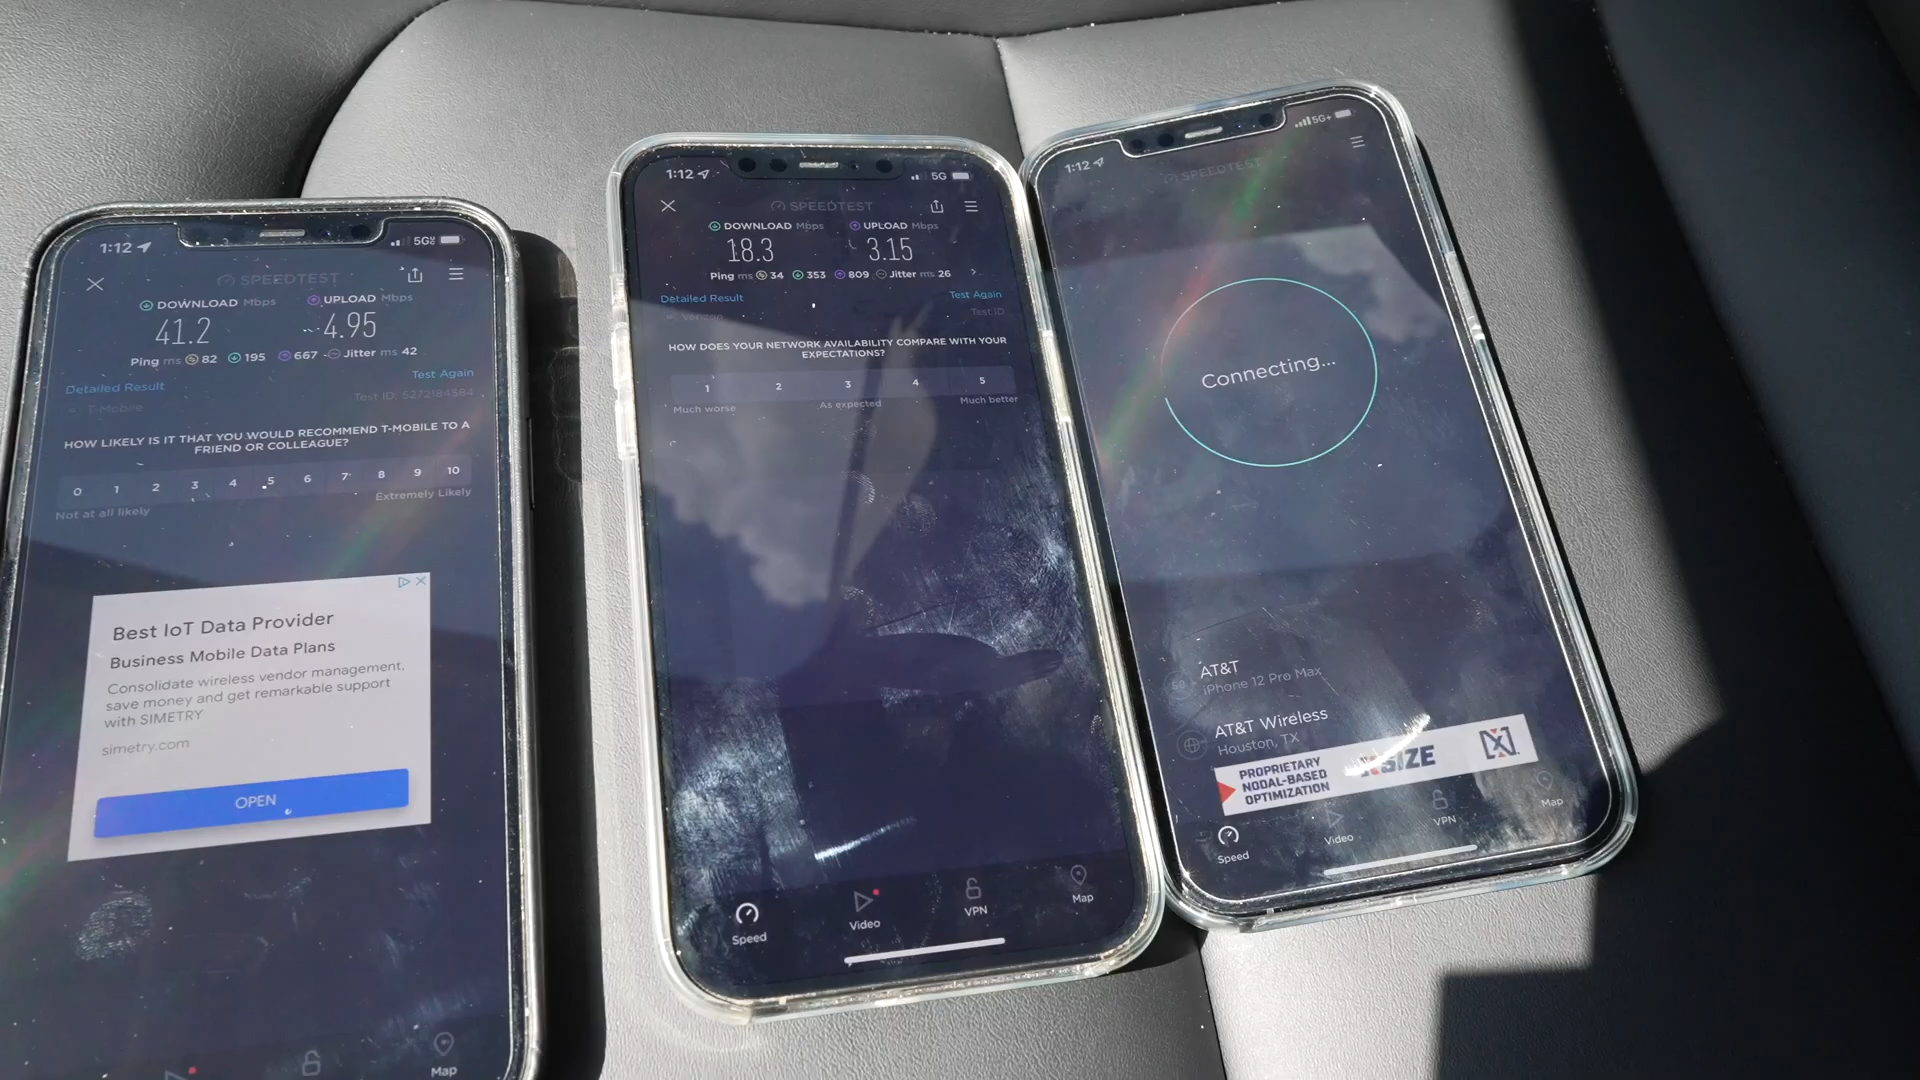 1:12
5G
SPEEDTEST
DOWNLOAD Mbps
UPLOAD Mbps
41.2
4.95
Ping ms 82 195 667 Jitter ms 42
Detailed Result
Test Again
T-Mobile
Test ID: 5272184584
HOW LIKELY IS IT THAT YOU WOULD RECOMMEND T-MOBILE TO A
FRIEND OR COLLEAGUE?
0 1 2 3 4 5 6 7 8 9 10
Not at all likely
Extremely Likely
Best IoT Data Provider
Business Mobile Data Plans
Consolidate wireless vendor management,
save money and get remarkable support
with SIMETRY
simetry.com
OPEN
Map
1:12
5G
SPEEDTEST
DOWNLOAD Mbps
UPLOAD Mbps
18.3
3.15
Ping ms 34 353 809 Jitter ms 26
Detailed Result
Test Again
Verizon
Test ID
HOW DOES YOUR NETWORK AVAILABILITY COMPARE WITH YOUR
EXPECTATIONS?
1 2 3 4 5
Much worse
As expected
Much better
Speed
Video
VPN
Map
1:12
5G+
SPEEDTEST
Connecting...
AT&T
iPhone 12 Pro Max
AT&T Wireless
Houston, TX
PROPRIETARY
NODAL-BASED
OPTIMIZATION
[X]
Speed
Video
VPN
Map